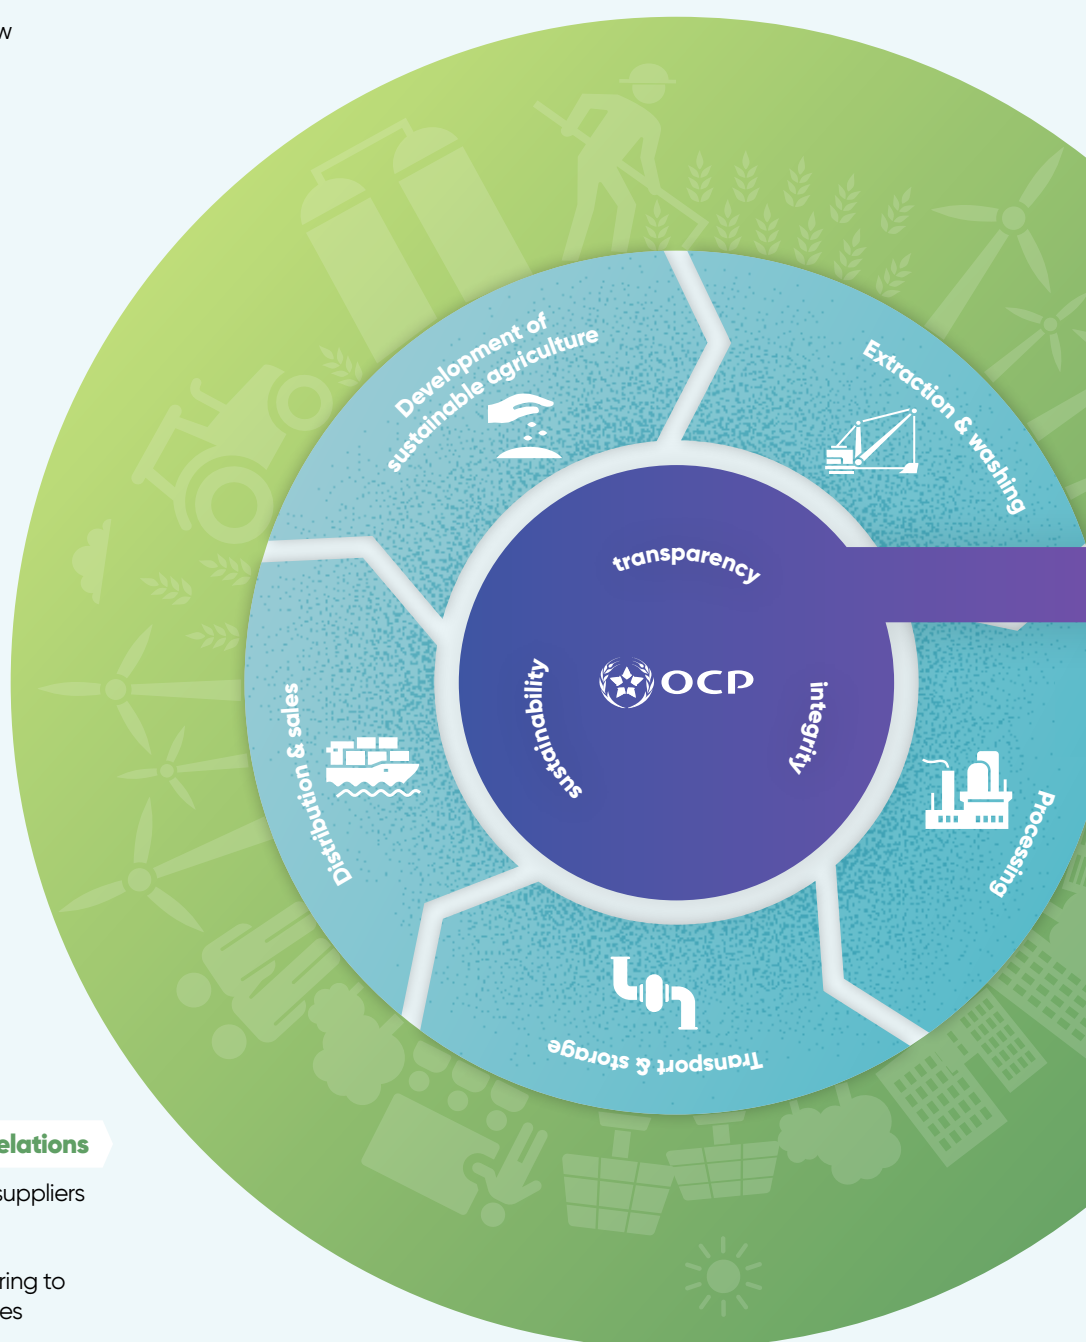 Development of
sustainable agriculture
Extraction & washing
transparency
sustainability
OCP
integrity
Distribution & sales
Processing
Transport & storage
elations
suppliers
ring to
es